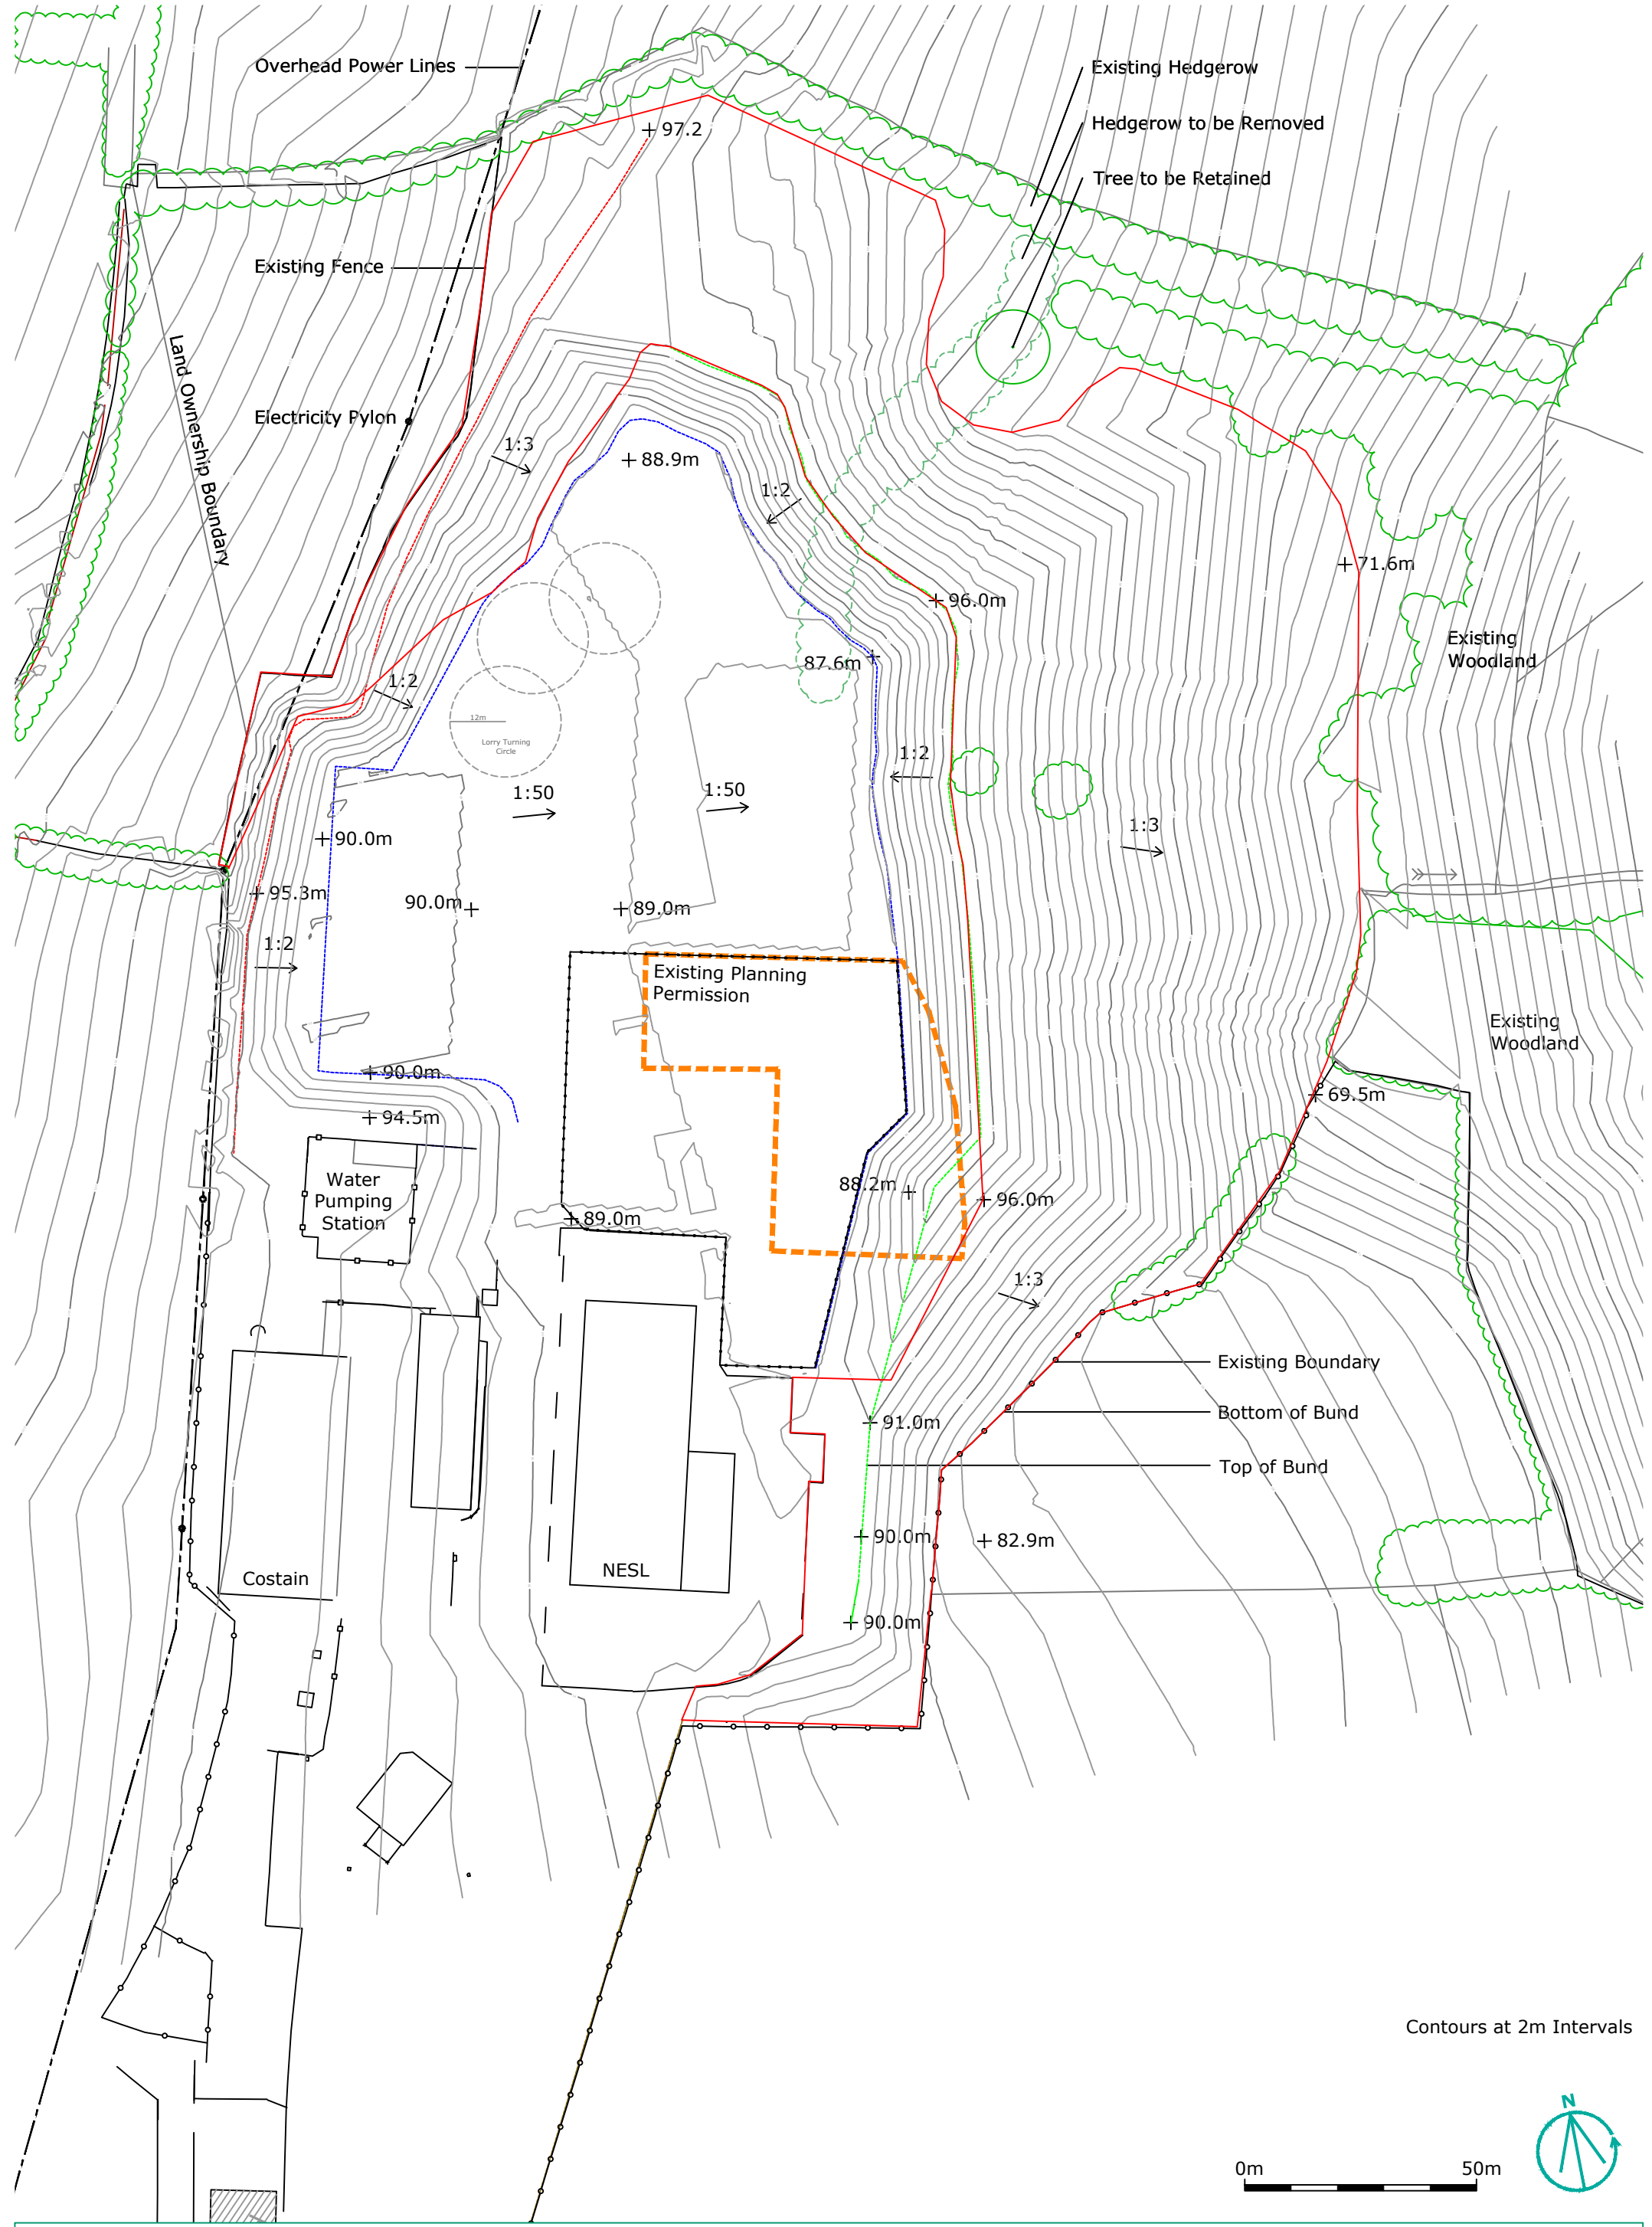 Overhead Power Lines
Existing Hedgerow
Hedgerow to be Removed
97.2
Tree to be Retained
Existing Fence
Land Ownership Boundary
Electricity Pylon
1:3
88.9m
1:2
71.6m
96.0m
Existing
Woodland
87.6m
1:2
12m
Lorry Turning
Circle
1:2
1:50
1:50
1:3
90.0m
95.3m
90.0m
89.0m
1:2
Existing Planning
Permission
Existing
Woodland
90.0m
69.5m
94.5m
Water
Pumping
Station
88.2m
96.0m
89.0m
1:3
Existing Boundary
Bottom of Bund
91.0m
Top of Bund
90.0m
82.9m
Costain
NESL
90.0m
Contours at 2m Intervals
N
0m
50m